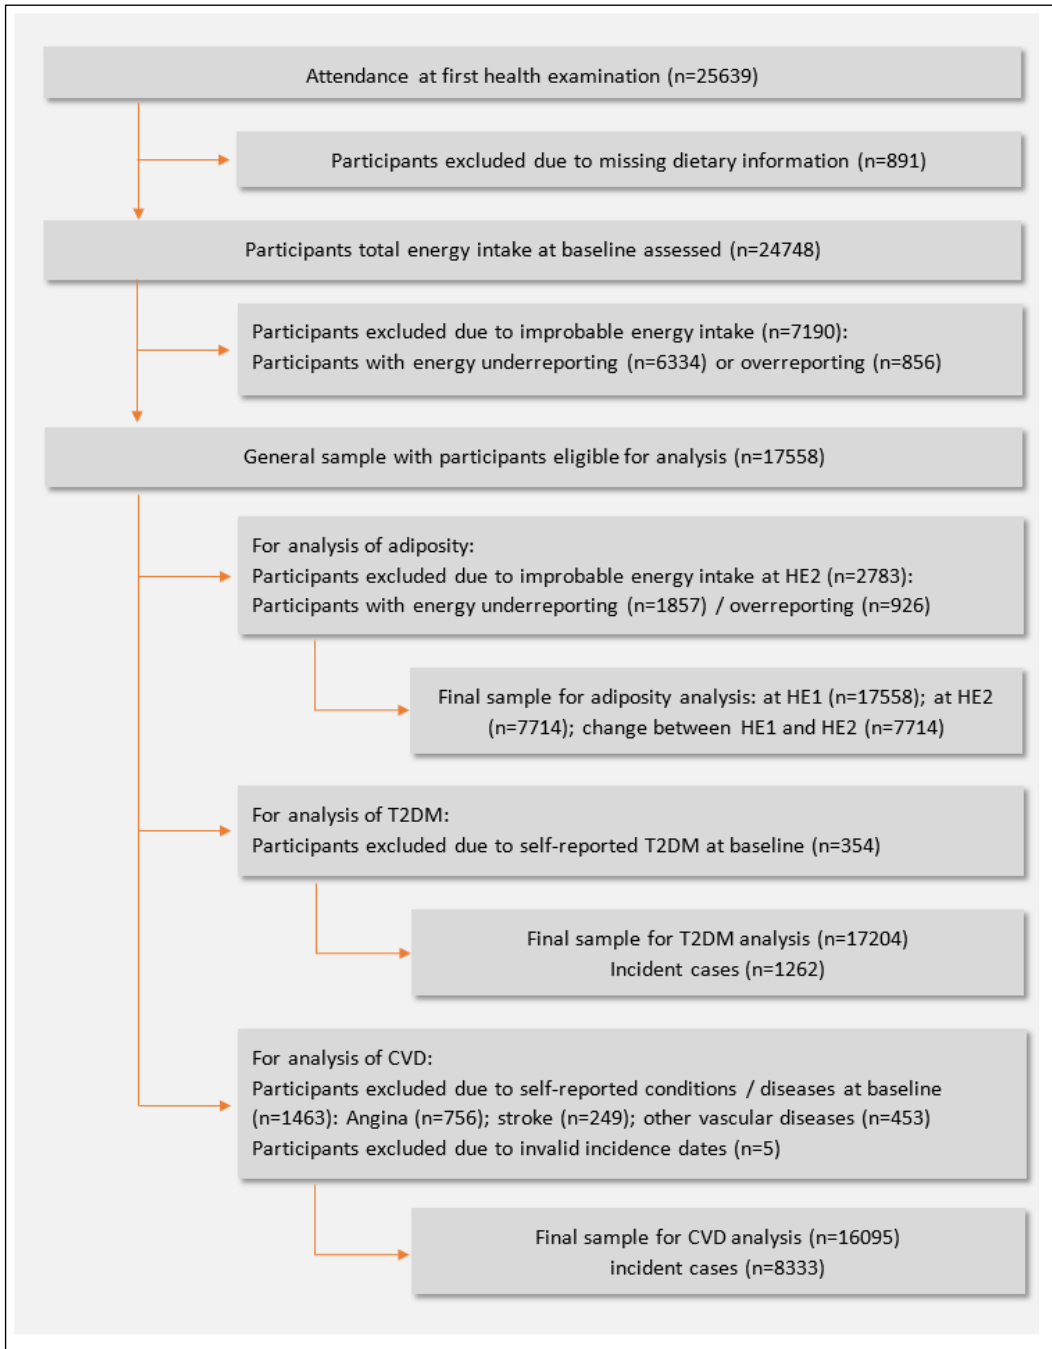 Attendance at first health examination (n=25639)
Participants excluded due to missing dietary information (n=891)
Participants total energy intake at baseline assessed (n=24748)
Participants excluded due to improbable energy intake (n=7190):
Participants with energy underreporting (n=6334) or overreporting (n=856)
General sample with participants eligible for analysis (n=17558)
For analysis of adiposity:
Participants excluded due to improbable energy intake at HE2 (n=2783):
Participants with energy underreporting (n=1857) / overreporting (n=926)
Final sample for adiposity analysis: at HE1 (n=17558); at HE2
(n=7714); change between HE1 and HE2 (n=7714)
For analysis of T2DM:
Participants excluded due to self-reported T2DM at baseline (n=354)
Final sample for T2DM analysis (n=17204)
Incident cases (n=1262)
For analysis of CVD:
Participants excluded due to self-reported conditions / diseases at baseline
(n=1463): Angina (n=756); stroke (n=249); other vascular diseases (n=453)
Participants excluded due to invalid incidence dates (n=5)
Final sample for CVD analysis (n=16095)
incident cases (n=8333)